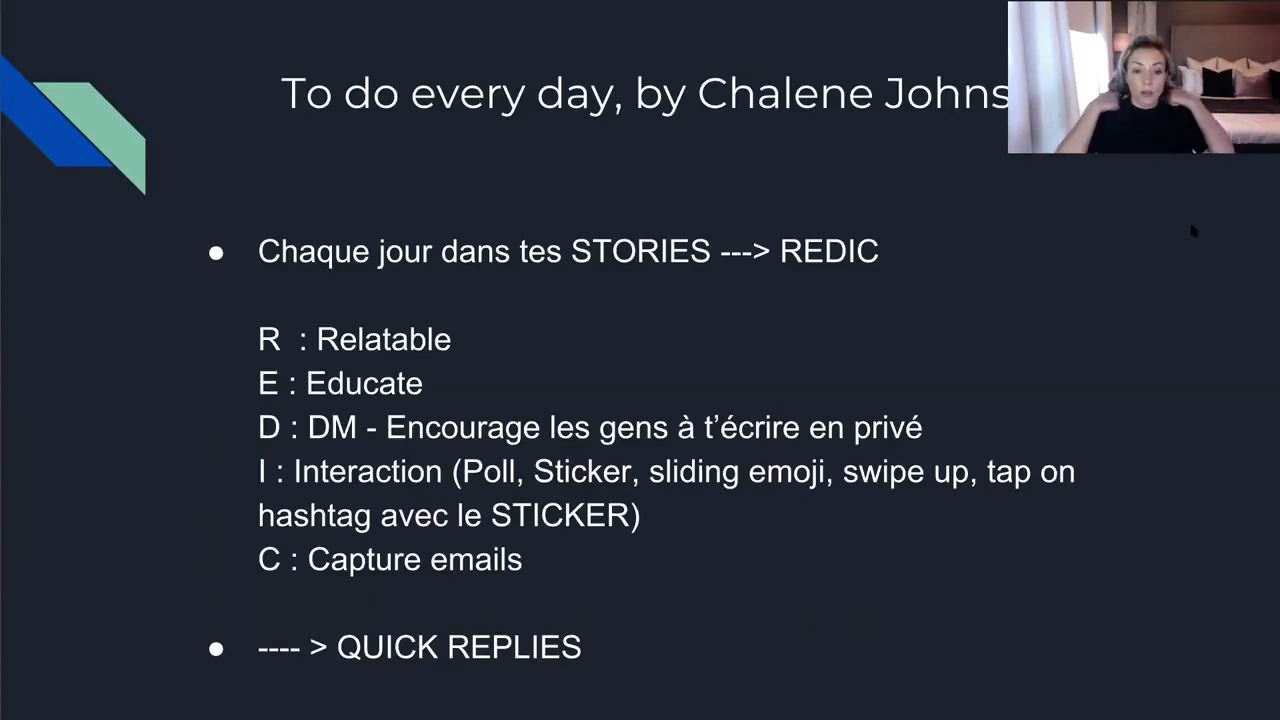 To do every day, by Chalene Johns
● Chaque jour dans tes STORIES ---> REDIC
R : Relatable
E : Educate
D : DM - Encourage les gens à t’écrire en privé
I : Interaction (Poll, Sticker, sliding emoji, swipe up, tap on
hashtag avec le STICKER)
C : Capture emails
● ---- > QUICK REPLIES